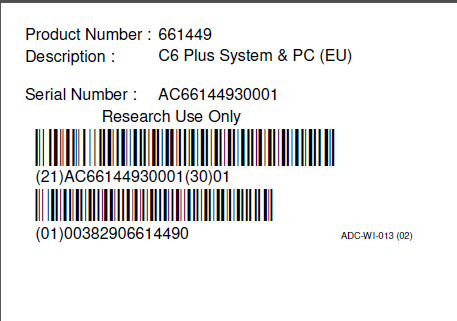 Product Number : 661449
Description : C6 Plus System & PC (EU)
Serial Number : AC66144930001
Research Use Only
(21)AC66144930001(30)01
(01)00382906614490
ADC-WI-013 (02)